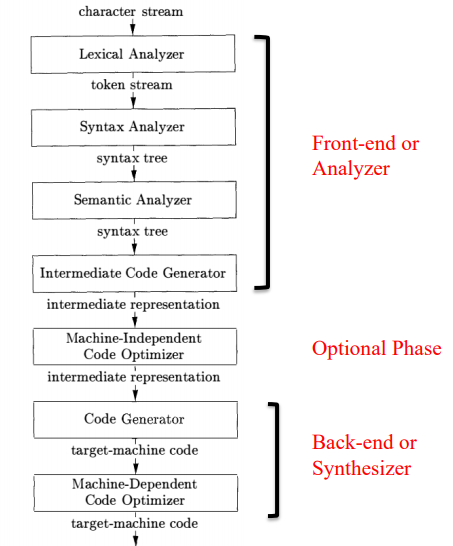 character stream
Lexical Analyzer
token stream
Syntax Analyzer
syntax tree
Semantic Analyzer
syntax tree
Intermediate Code Generator
intermediate representation
Machine-Independent
Code Optimizer
intermediate representation
Code Generator
target-machine code
Machine-Dependent
Code Optimizer
target-machine code
Front-end or
Analyzer
Optional Phase
Back-end or
Synthesizer